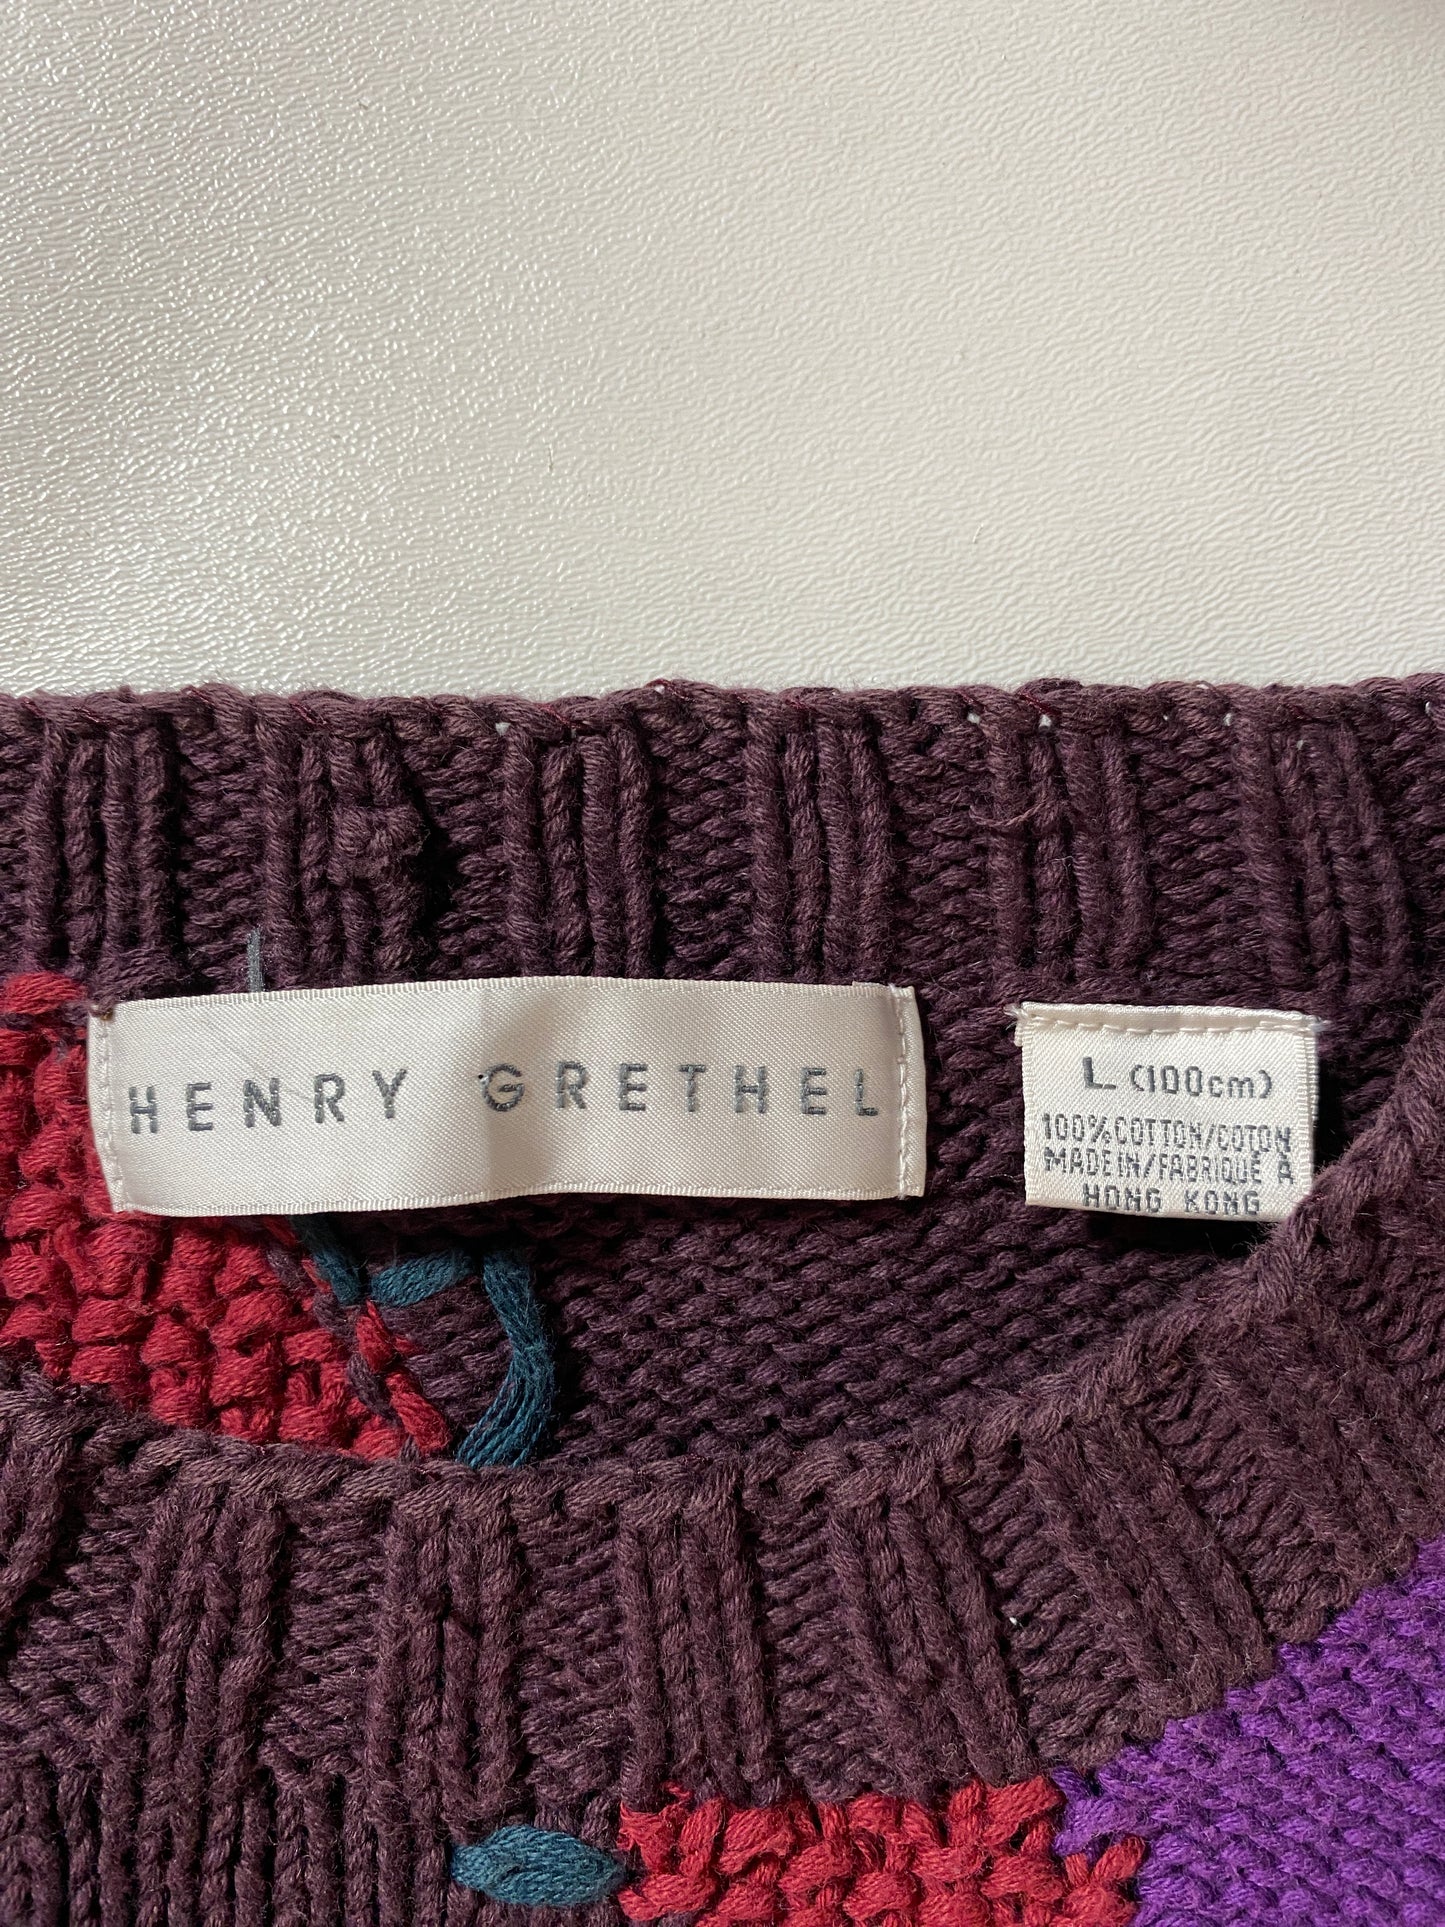 HENRY GRETHEL
L (100cm)
100% COTTON/COTON
MADE IN/FABRIQUÉ À
HONG KONG